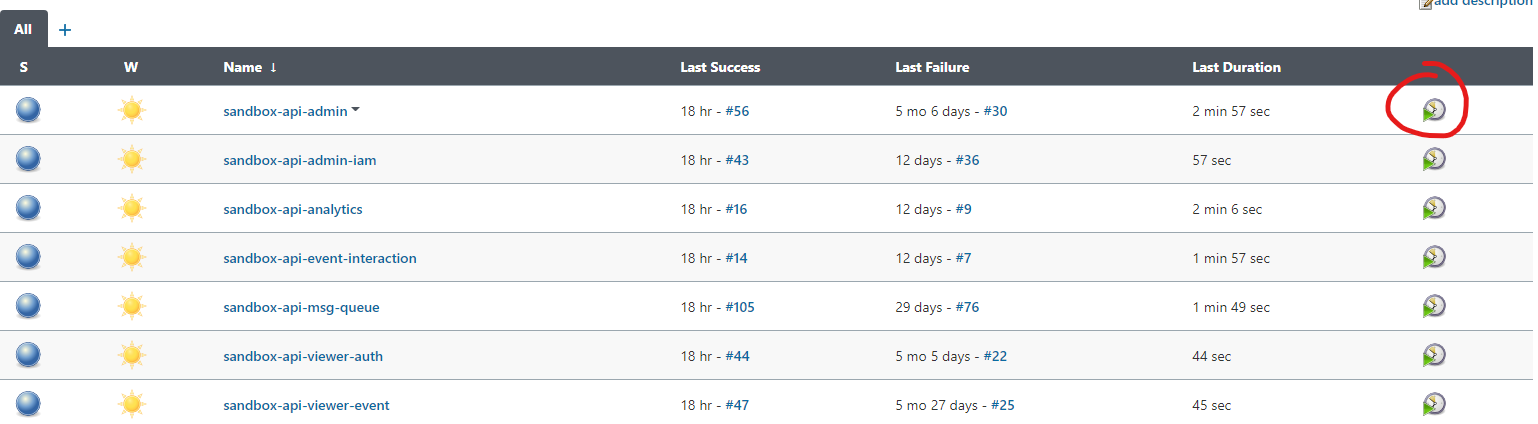 add description
All +
S W Name ↓ Last Success Last Failure Last Duration
sandbox-api-admin 18 hr - #56 5 mo 6 days - #30 2 min 57 sec
sandbox-api-admin-iam 18 hr - #43 12 days - #36 57 sec
sandbox-api-analytics 18 hr - #16 12 days - #9 2 min 6 sec
sandbox-api-event-interaction 18 hr - #14 12 days - #7 1 min 57 sec
sandbox-api-msg-queue 18 hr - #105 29 days - #76 1 min 49 sec
sandbox-api-viewer-auth 18 hr - #44 5 mo 5 days - #22 44 sec
sandbox-api-viewer-event 18 hr - #47 5 mo 27 days - #25 45 sec